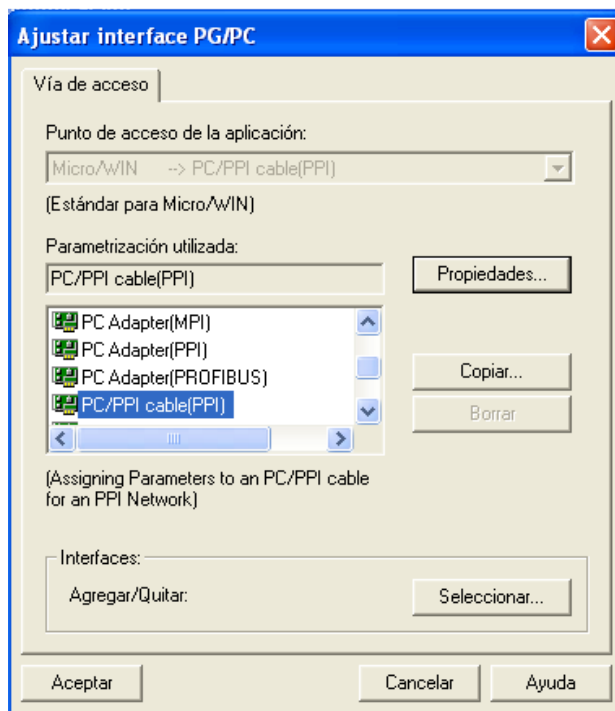 Ajustar interface PG/PC
Vía de acceso
Punto de acceso de la aplicación:
Micro/WIN --> PC/PPI cable(PPI)
(Estándar para Micro/WIN)
Parametrización utilizada:
PC/PPI cable(PPI)
Propiedades...
PC Adapter(MPI)
PC Adapter(PPI)
PC Adapter(PROFIBUS)
PC/PPI cable(PPI)
Copiar...
Borrar
(Assigning Parameters to an PC/PPI cable
for an PPI Network)
Interfaces:
Agregar/Quitar:
Seleccionar...
Aceptar
Cancelar
Ayuda